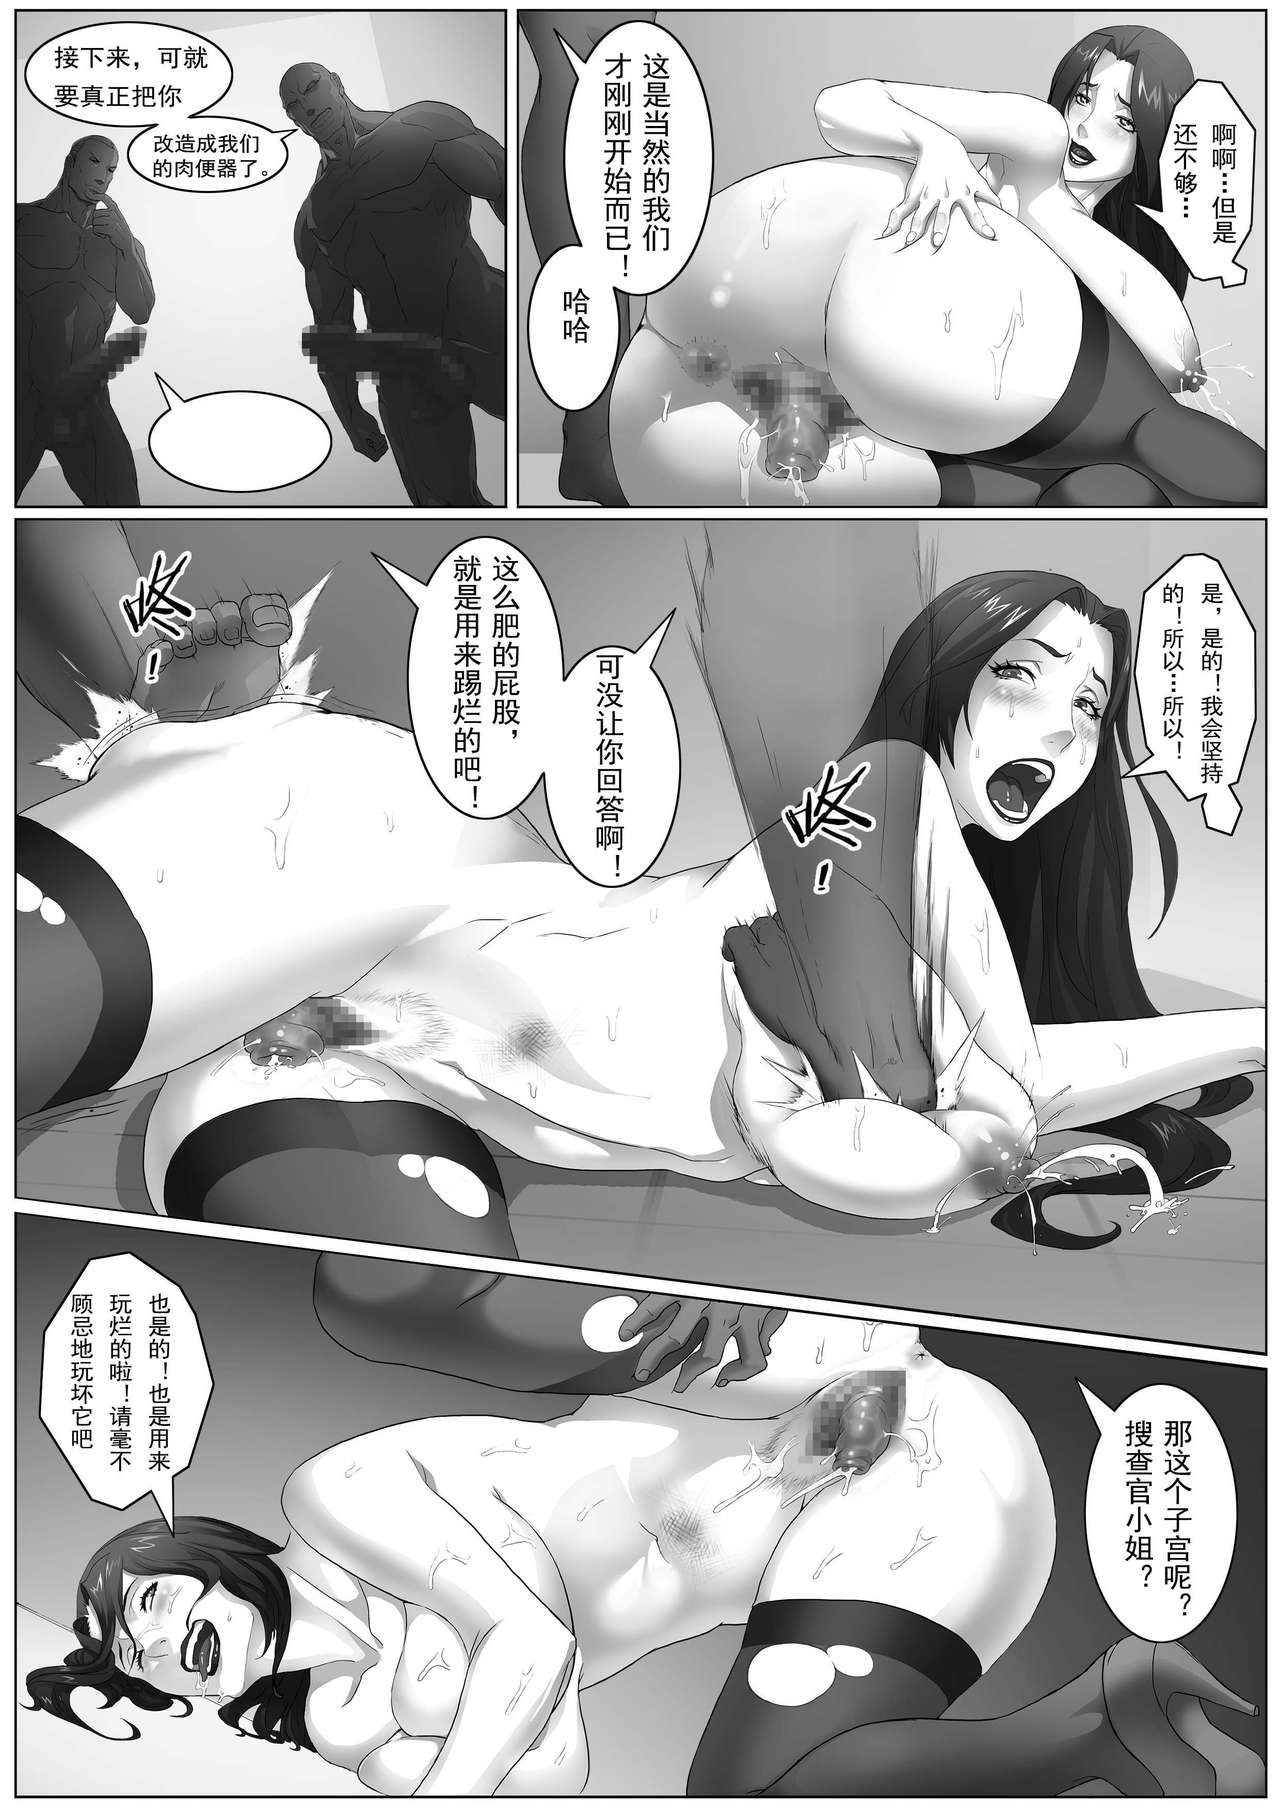 啊啊…但是
还不够…
这是当然的我们
才刚刚开始而已！
哈哈
接下来，可就
要真正把你
改造成我们
的肉便器了。
是，是的！我会坚持
的！所以…所以！
咚！
可没让你回答啊！
这么肥的屁股，
就是用来踢烂的吧！
咚！
那这个子宫呢？
搜查官小姐？
也是的！也是用来
玩烂的啦！请毫不
顾忌地玩坏它吧